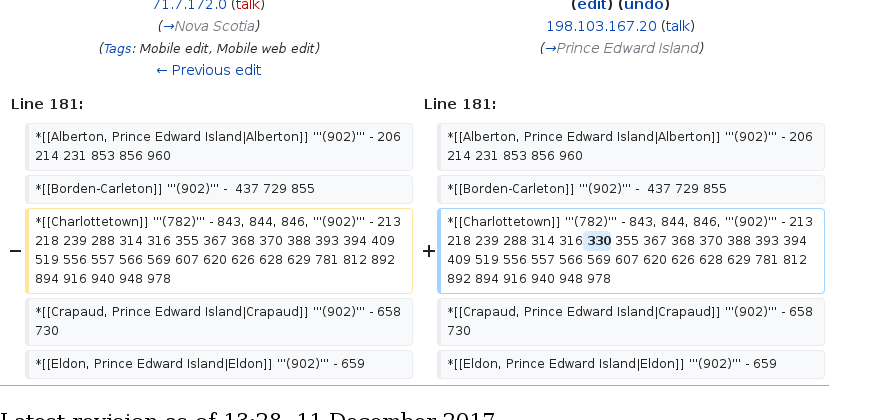 71.7.172.0 (talk)
(→Nova Scotia)
(Tags: Mobile edit, Mobile web edit)
← Previous edit
(edit) (undo)
198.103.167.20 (talk)
(→Prince Edward Island)
Line 181:
Line 181:
*[[Alberton, Prince Edward Island|Alberton]] '''(902)''' - 206
214 231 853 856 960
*[[Alberton, Prince Edward Island|Alberton]] '''(902)''' - 206
214 231 853 856 960
*[[Borden-Carleton]] '''(902)''' -  437 729 855
*[[Borden-Carleton]] '''(902)''' -  437 729 855
− *[[Charlottetown]] '''(782)''' - 843, 844, 846, '''(902)''' - 213
218 239 288 314 316 355 367 368 370 388 393 394 409
519 556 557 566 569 607 620 626 628 629 781 812 892
894 916 940 948 978
+ *[[Charlottetown]] '''(782)''' - 843, 844, 846, '''(902)''' - 213
218 239 288 314 316 330 355 367 368 370 388 393 394
409 519 556 557 566 569 607 620 626 628 629 781 812
892 894 916 940 948 978
*[[Crapaud, Prince Edward Island|Crapaud]] '''(902)''' - 658
730
*[[Crapaud, Prince Edward Island|Crapaud]] '''(902)''' - 658
730
*[[Eldon, Prince Edward Island|Eldon]] '''(902)''' - 659
*[[Eldon, Prince Edward Island|Eldon]] '''(902)''' - 659
Latest revision as of 13:28, 11 December 2017